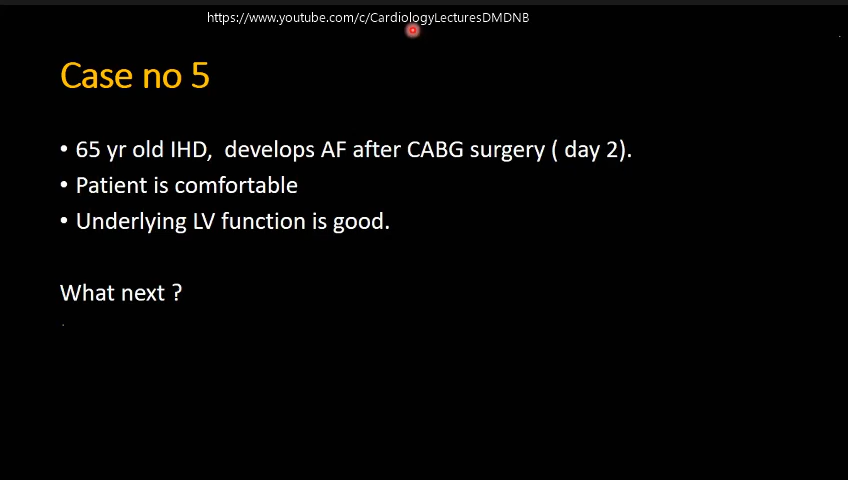 https://www.youtube.com/c/CardiologyLecturesDMDNB
Case no 5
• 65 yr old IHD, develops AF after CABG surgery ( day 2).
• Patient is comfortable
• Underlying LV function is good.
What next ?